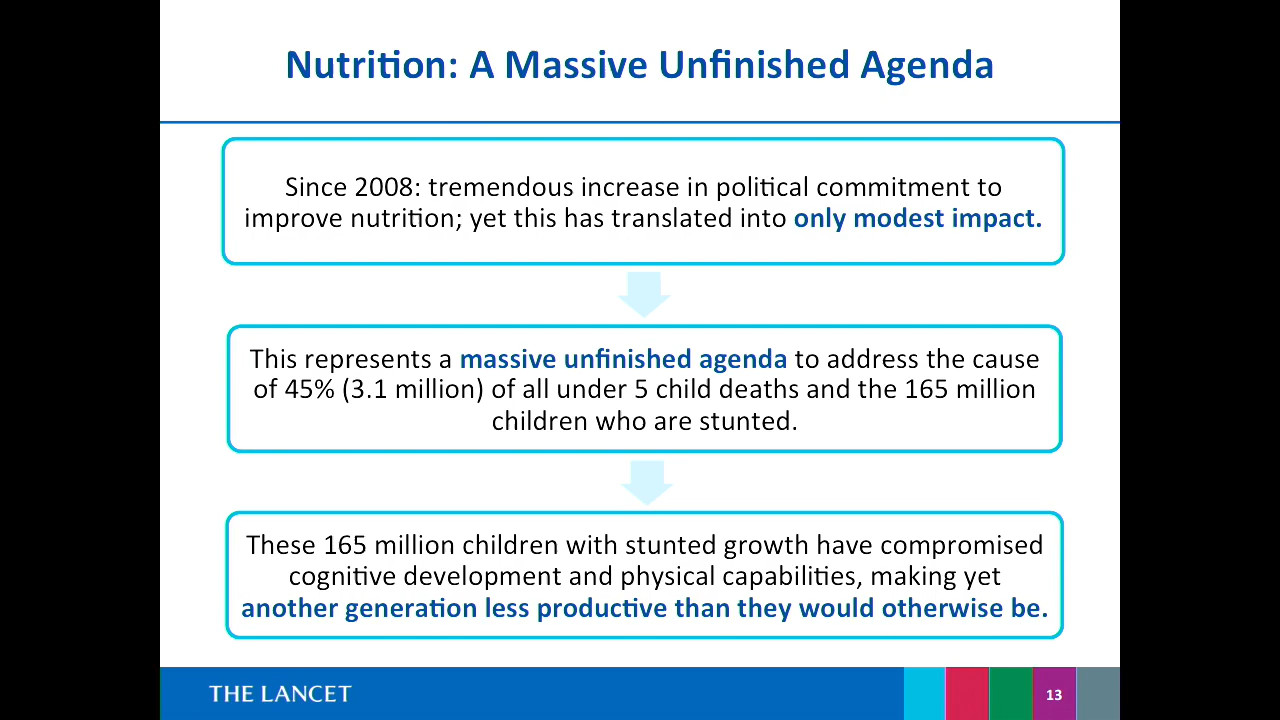 Nutrition: A Massive Unfinished Agenda
Since 2008: tremendous increase in political commitment to
improve nutrition; yet this has translated into only modest impact.
This represents a massive unfinished agenda to address the cause
of 45% (3.1 million) of all under 5 child deaths and the 165 million
children who are stunted.
These 165 million children with stunted growth have compromised
cognitive development and physical capabilities, making yet
another generation less productive than they would otherwise be.
THE LANCET
13